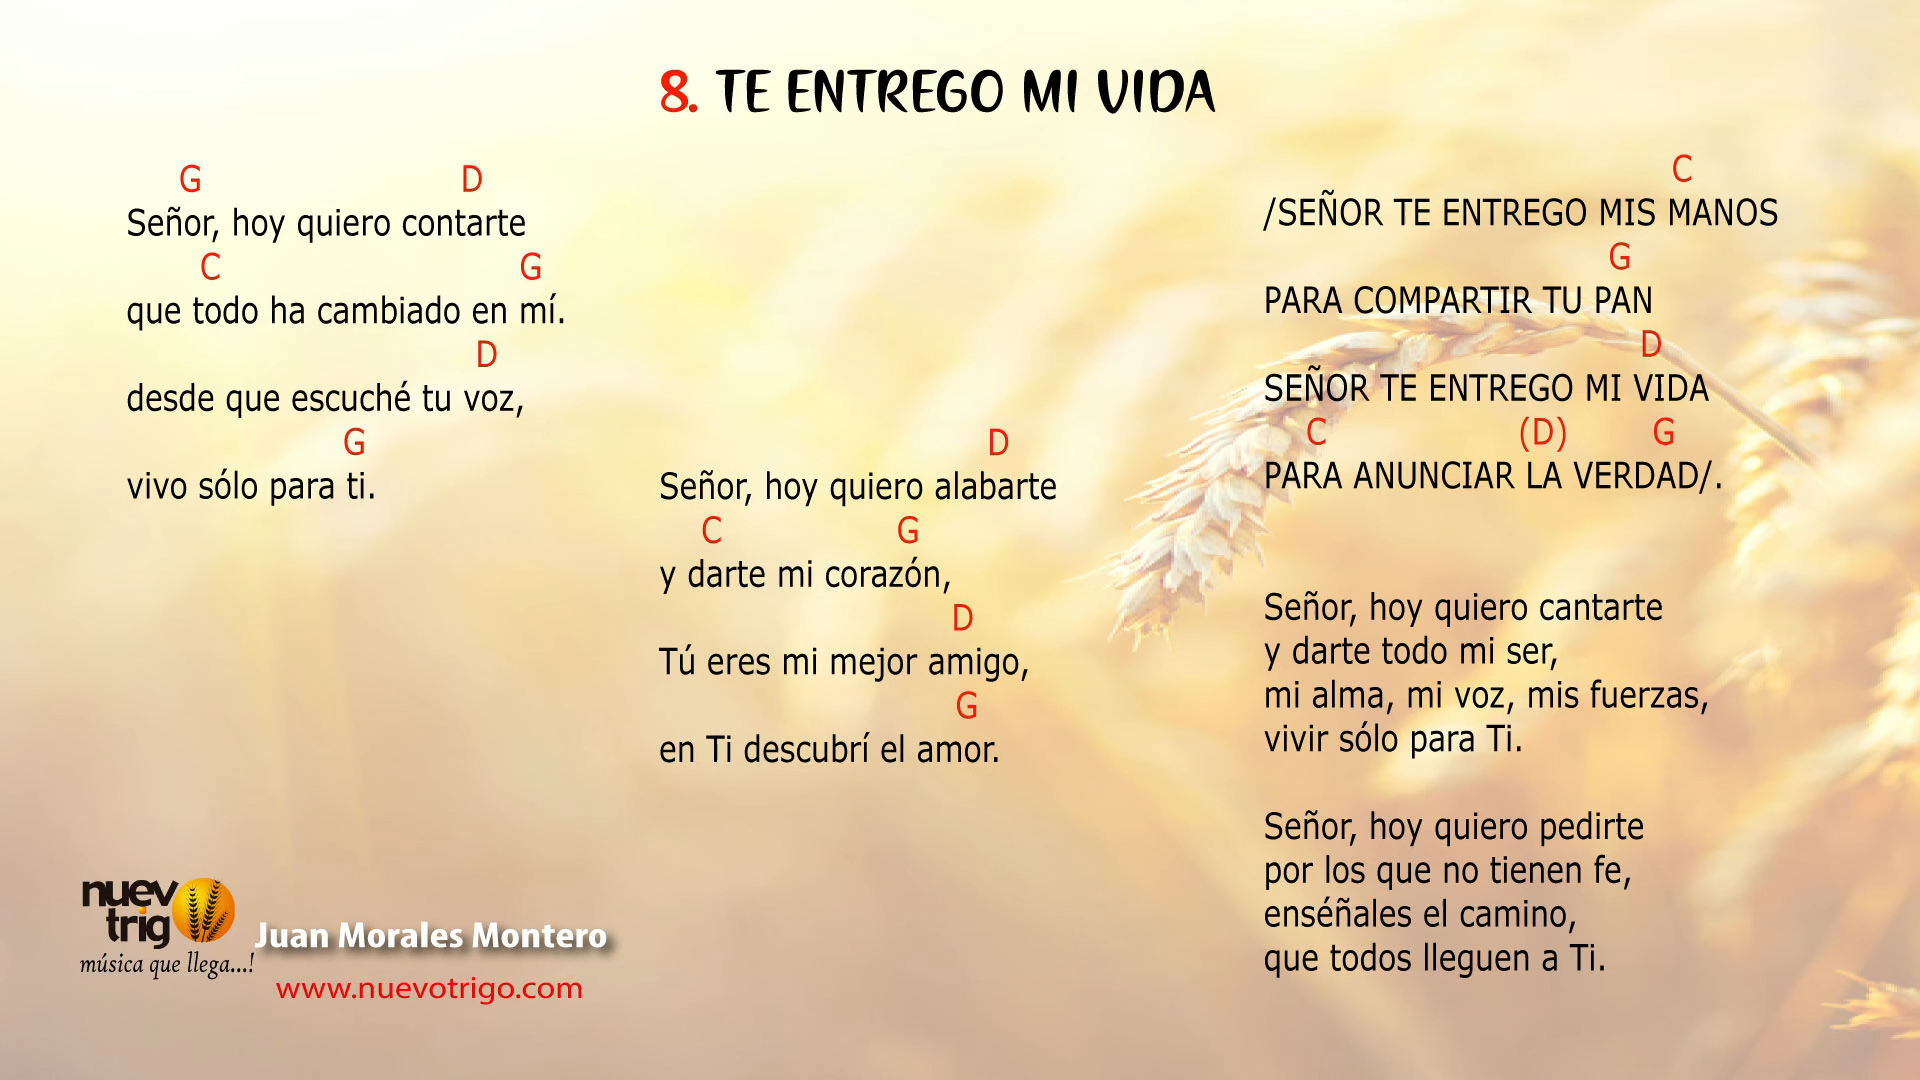 8. TE ENTREGO MI VIDA
G D
Señor, hoy quiero contarte
C G
que todo ha cambiado en mí.
D
desde que escuché tu voz,
G
vivo sólo para ti.
D
Señor, hoy quiero alabarte
C G
y darte mi corazón,
D
Tú eres mi mejor amigo,
G
en Ti descubrí el amor.
C
/SEÑOR TE ENTREGO MIS MANOS
G
PARA COMPARTIR TU PAN
D
SEÑOR TE ENTREGO MI VIDA
C (D) G
PARA ANUNCIAR LA VERDAD/.
Señor, hoy quiero cantarte
y darte todo mi ser,
mi alma, mi voz, mis fuerzas,
vivir sólo para Ti.
Señor, hoy quiero pedirte
por los que no tienen fe,
enséñales el camino,
que todos lleguen a Ti.
nuevo
trigo
música que llega...!
Juan Morales Montero
www.nuevotrigo.com